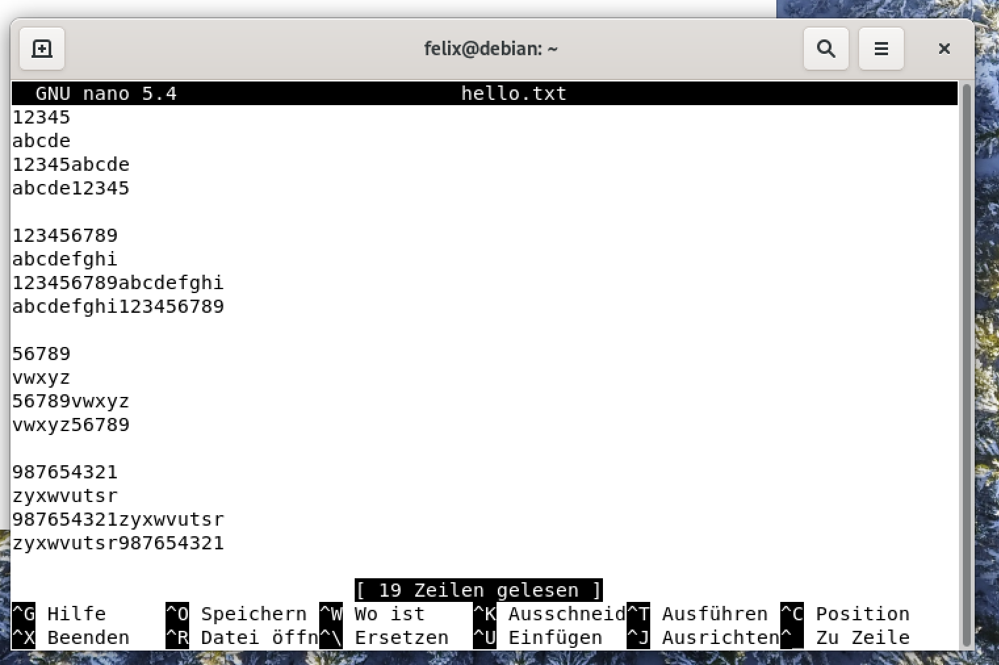 felix@debian: ~
GNU nano 5.4 hello.txt
12345
abcde
12345abcde
abcde12345
123456789
abcdefghi
123456789abcdefghi
abcdefghi123456789
56789
vwxyz
56789vwxyz
vwxyz56789
987654321
zyxwvutsr
987654321zyxwvutsr
zyxwvutsr987654321
[ 19 Zeilen gelesen ]
^G Hilfe ^O Speichern ^W Wo ist ^K Ausschneid^T Ausführen ^C Position
^X Beenden ^R Datei öffn^\ Ersetzen ^U Einfügen ^J Ausrichten^_ Zu Zeile